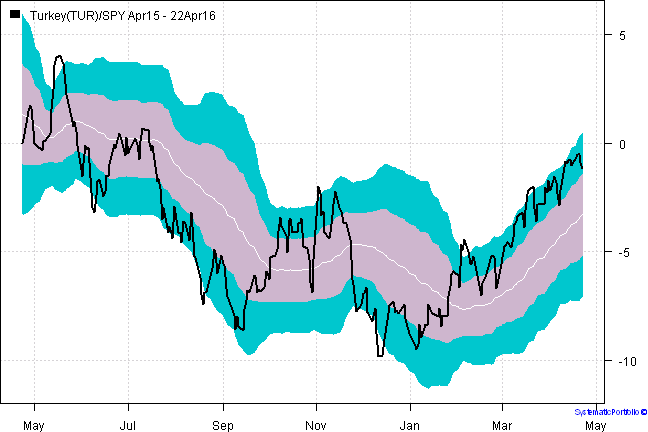 Turkey(TUR)/SPY Apr15 - 22Apr16
5
0
-5
-10
SystematicPortfolio ©
May Jul Sep Nov Jan Mar May